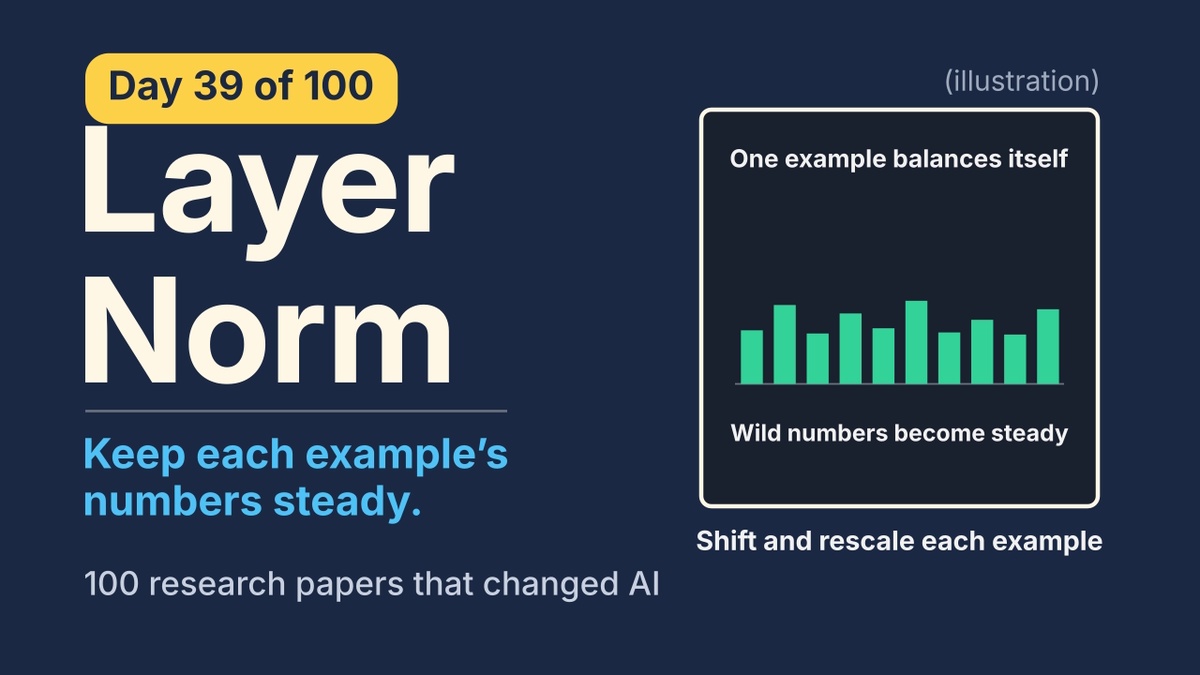 Day 39 of 100
Layer
Norm
Keep each example’s
numbers steady.
100 research papers that changed AI
(illustration)
One example balances itself
Wild numbers become steady
Shift and rescale each example